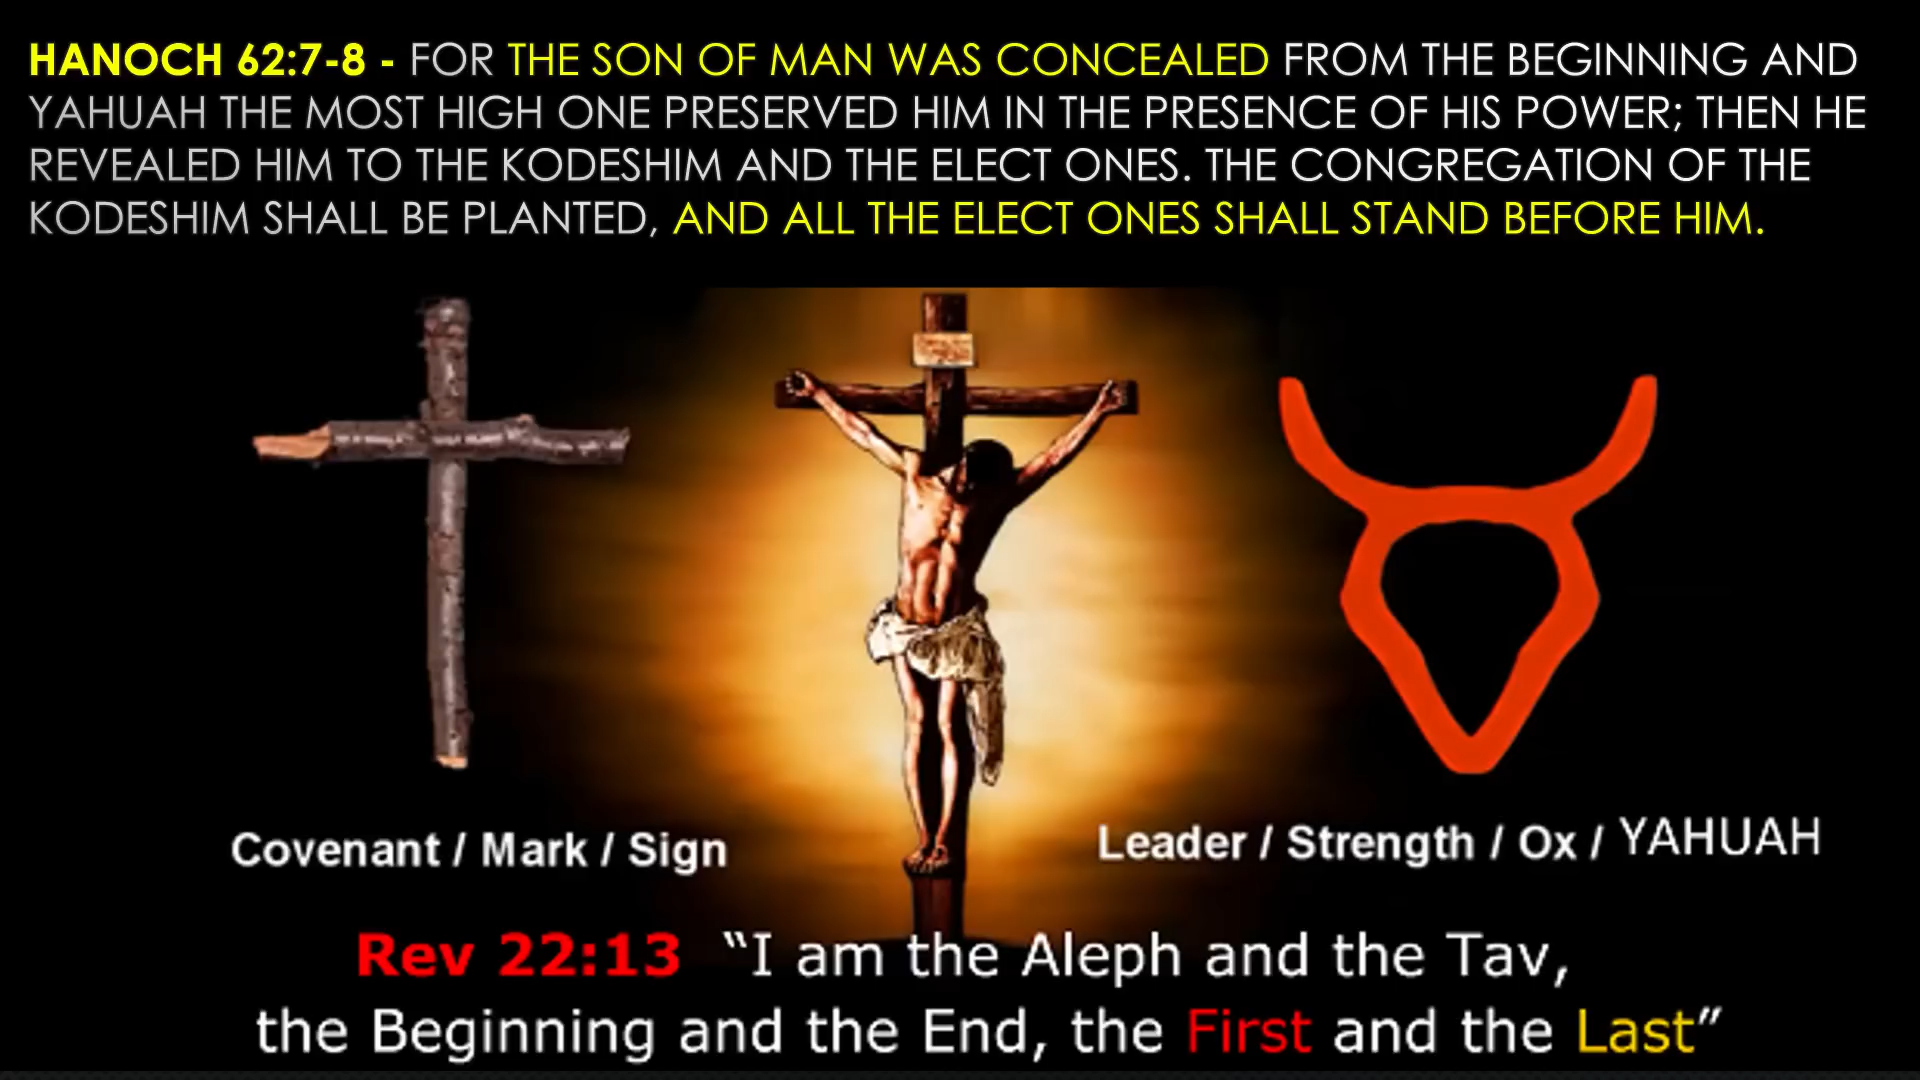 HANOCH 62:7-8 - FOR THE SON OF MAN WAS CONCEALED FROM THE BEGINNING AND
YAHUAH THE MOST HIGH ONE PRESERVED HIM IN THE PRESENCE OF HIS POWER; THEN HE
REVEALED HIM TO THE KODESHIM AND THE ELECT ONES. THE CONGREGATION OF THE
KODESHIM SHALL BE PLANTED, AND ALL THE ELECT ONES SHALL STAND BEFORE HIM.
Covenant / Mark / Sign
Leader / Strength / Ox / YAHUAH
Rev 22:13 “I am the Aleph and the Tav,
the Beginning and the End, the First and the Last”